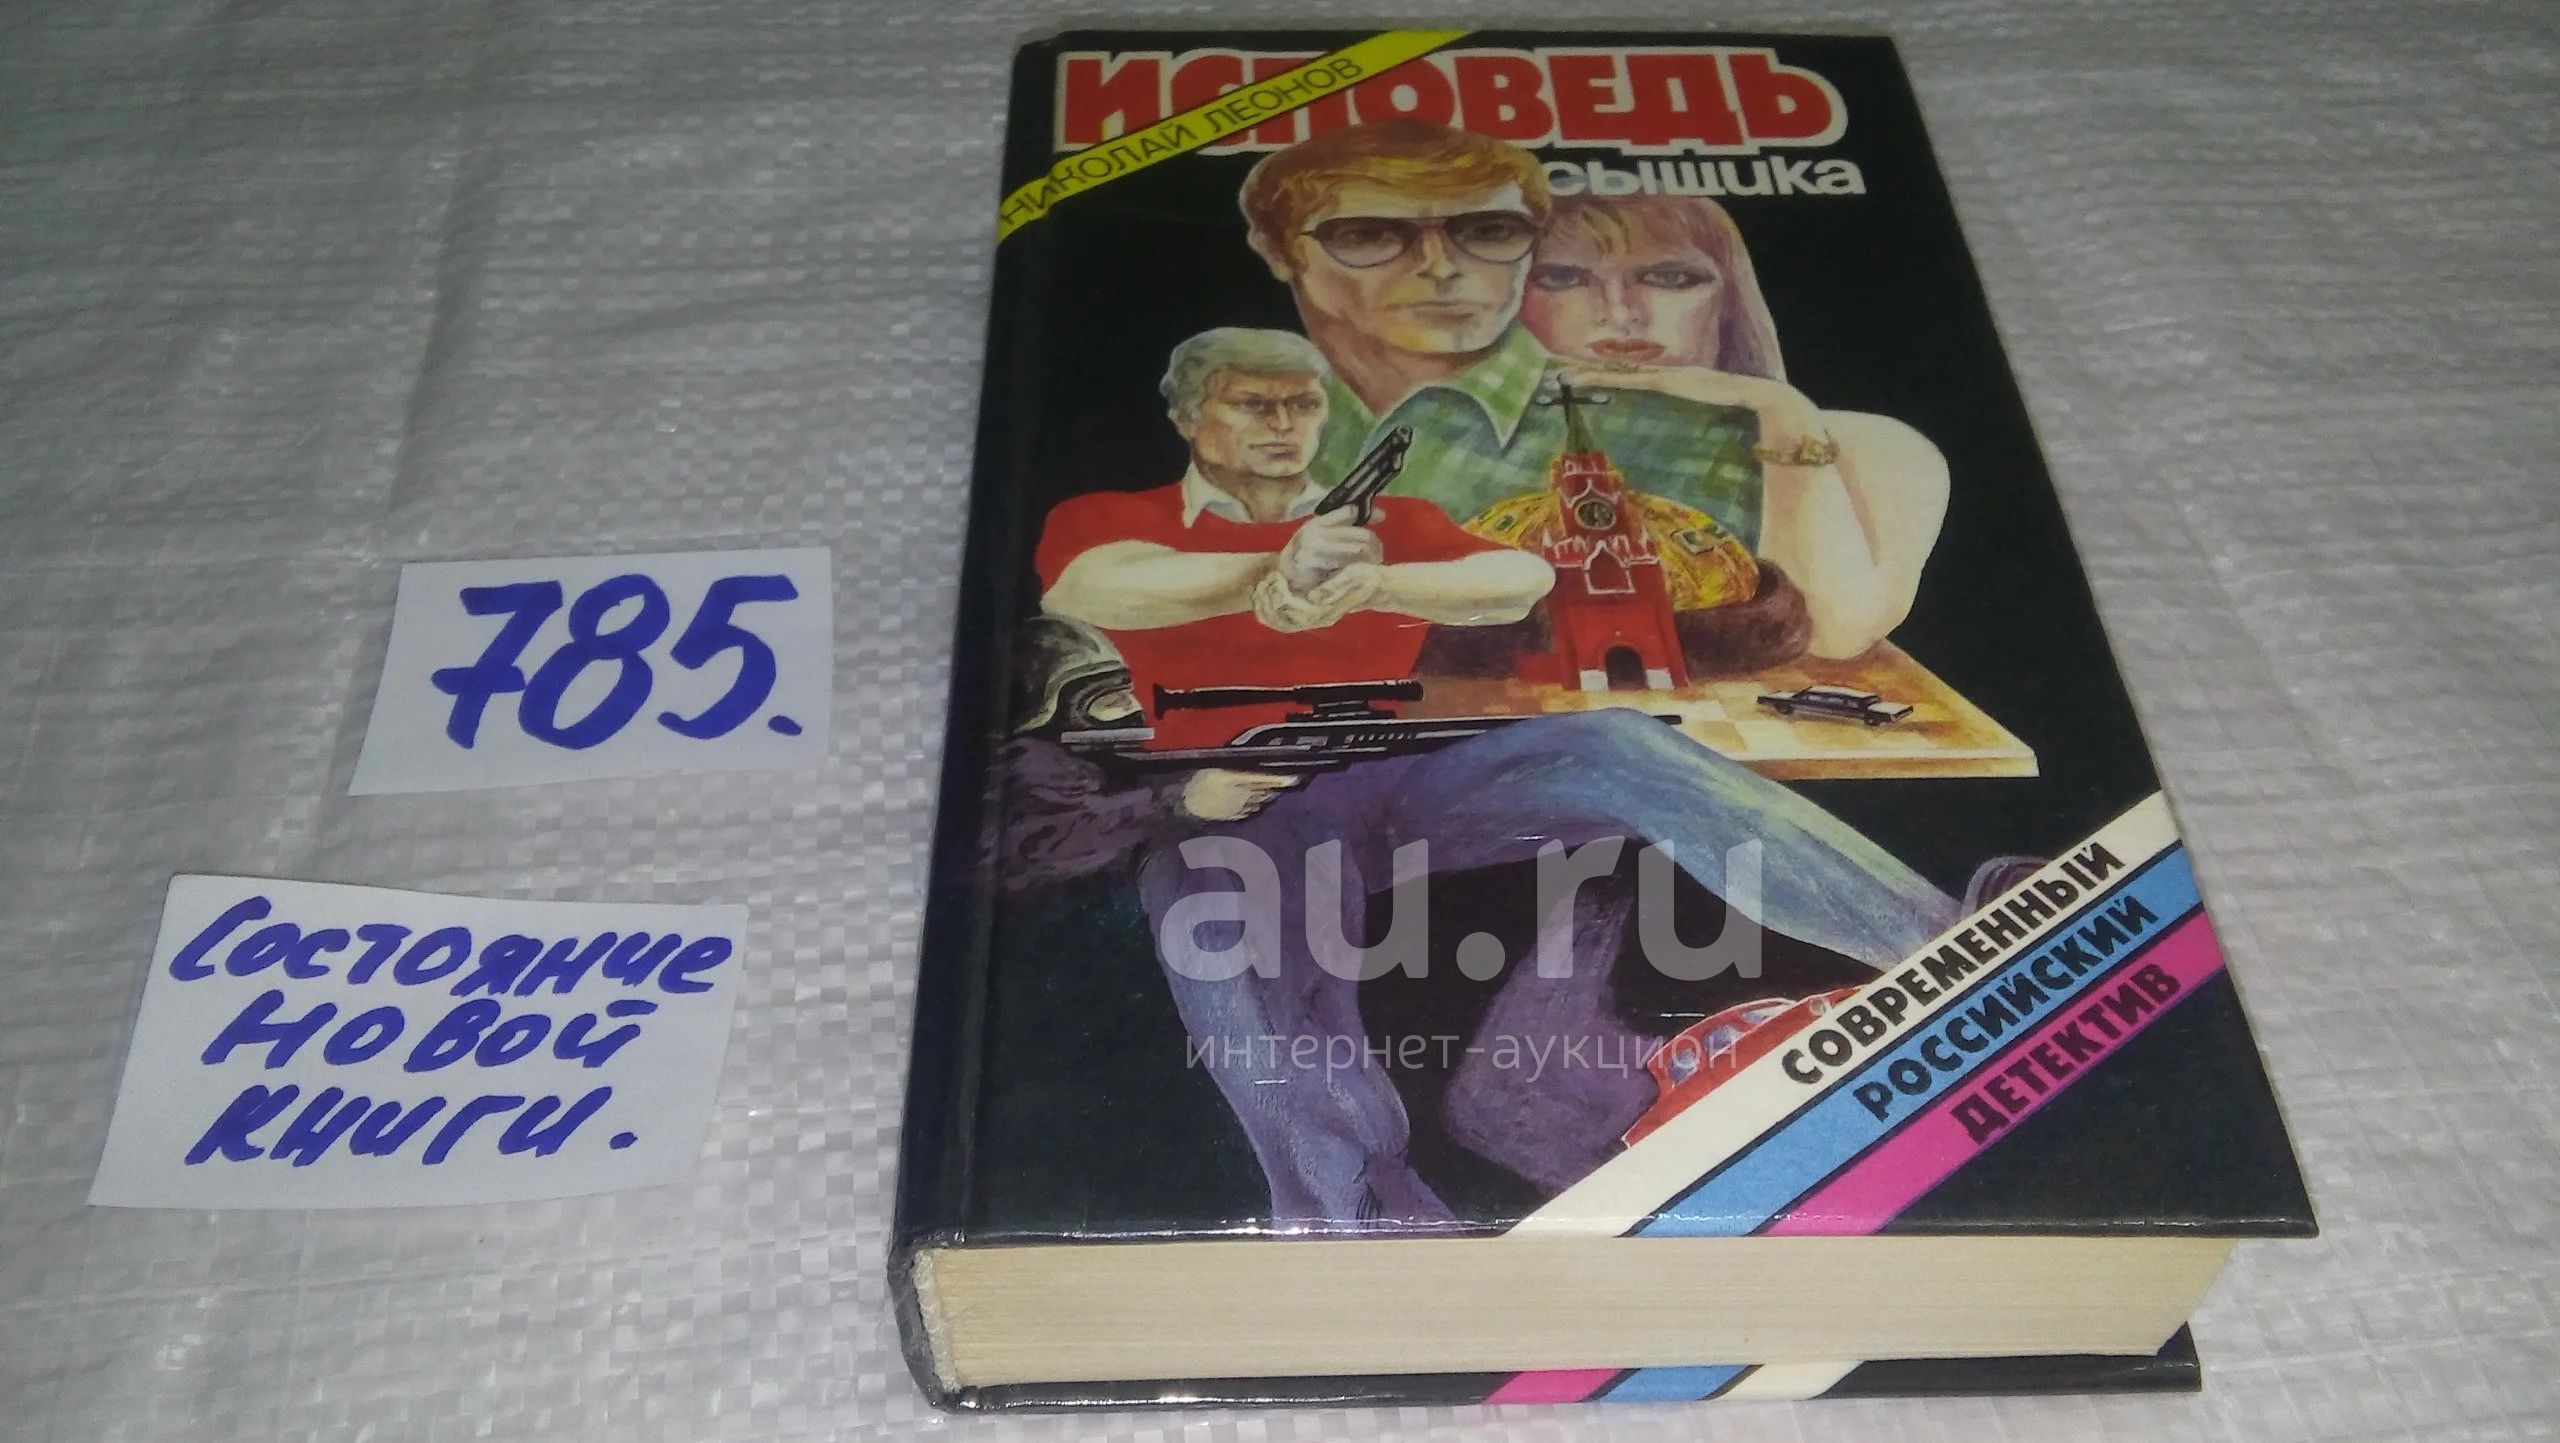 НИКОЛАЙ ЛЕОНОВ
ИСПОВЕДЬ
сыщика
785.
Состояние
новой
книги.
au.ru
интернет-аукцион
СОВРЕМЕННЫЙ
РОССИЙСКИЙ
ДЕТЕКТИВ